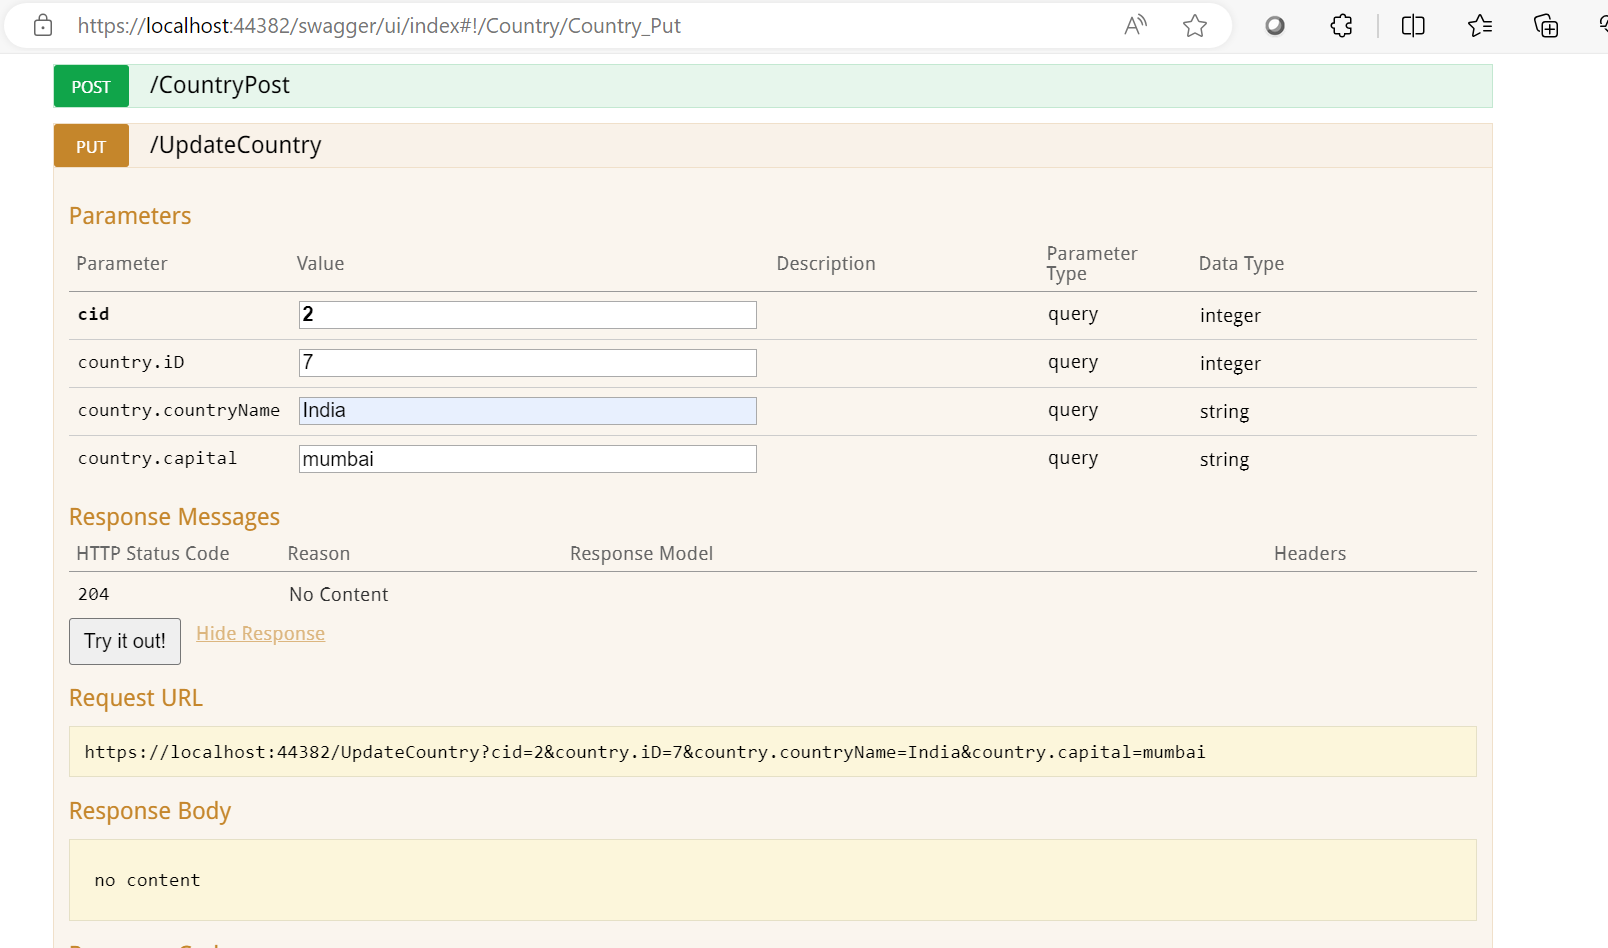 https://localhost:44382/swagger/ui/index#!/Country/Country_Put
POST /CountryPost
PUT /UpdateCountry
Parameters
Parameter Value Description Parameter Type Data Type
cid 2 query integer
country.iD 7 query integer
country.countryName India query string
country.capital mumbai query string
Response Messages
HTTP Status Code Reason Response Model Headers
204 No Content
Try it out! Hide Response
Request URL
https://localhost:44382/UpdateCountry?cid=2&country.iD=7&country.countryName=India&country.capital=mumbai
Response Body
no content